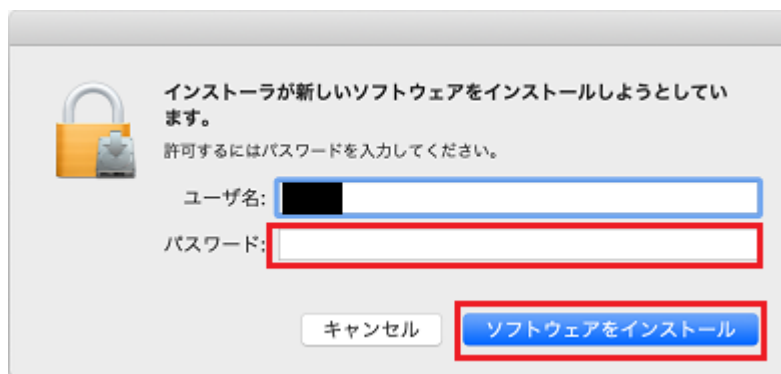 インストーラが新しいソフトウェアをインストールしようとしてい
ます。
許可するにはパスワードを入力してください。
ユーザ名:
パスワード:
キャンセル
ソフトウェアをインストール